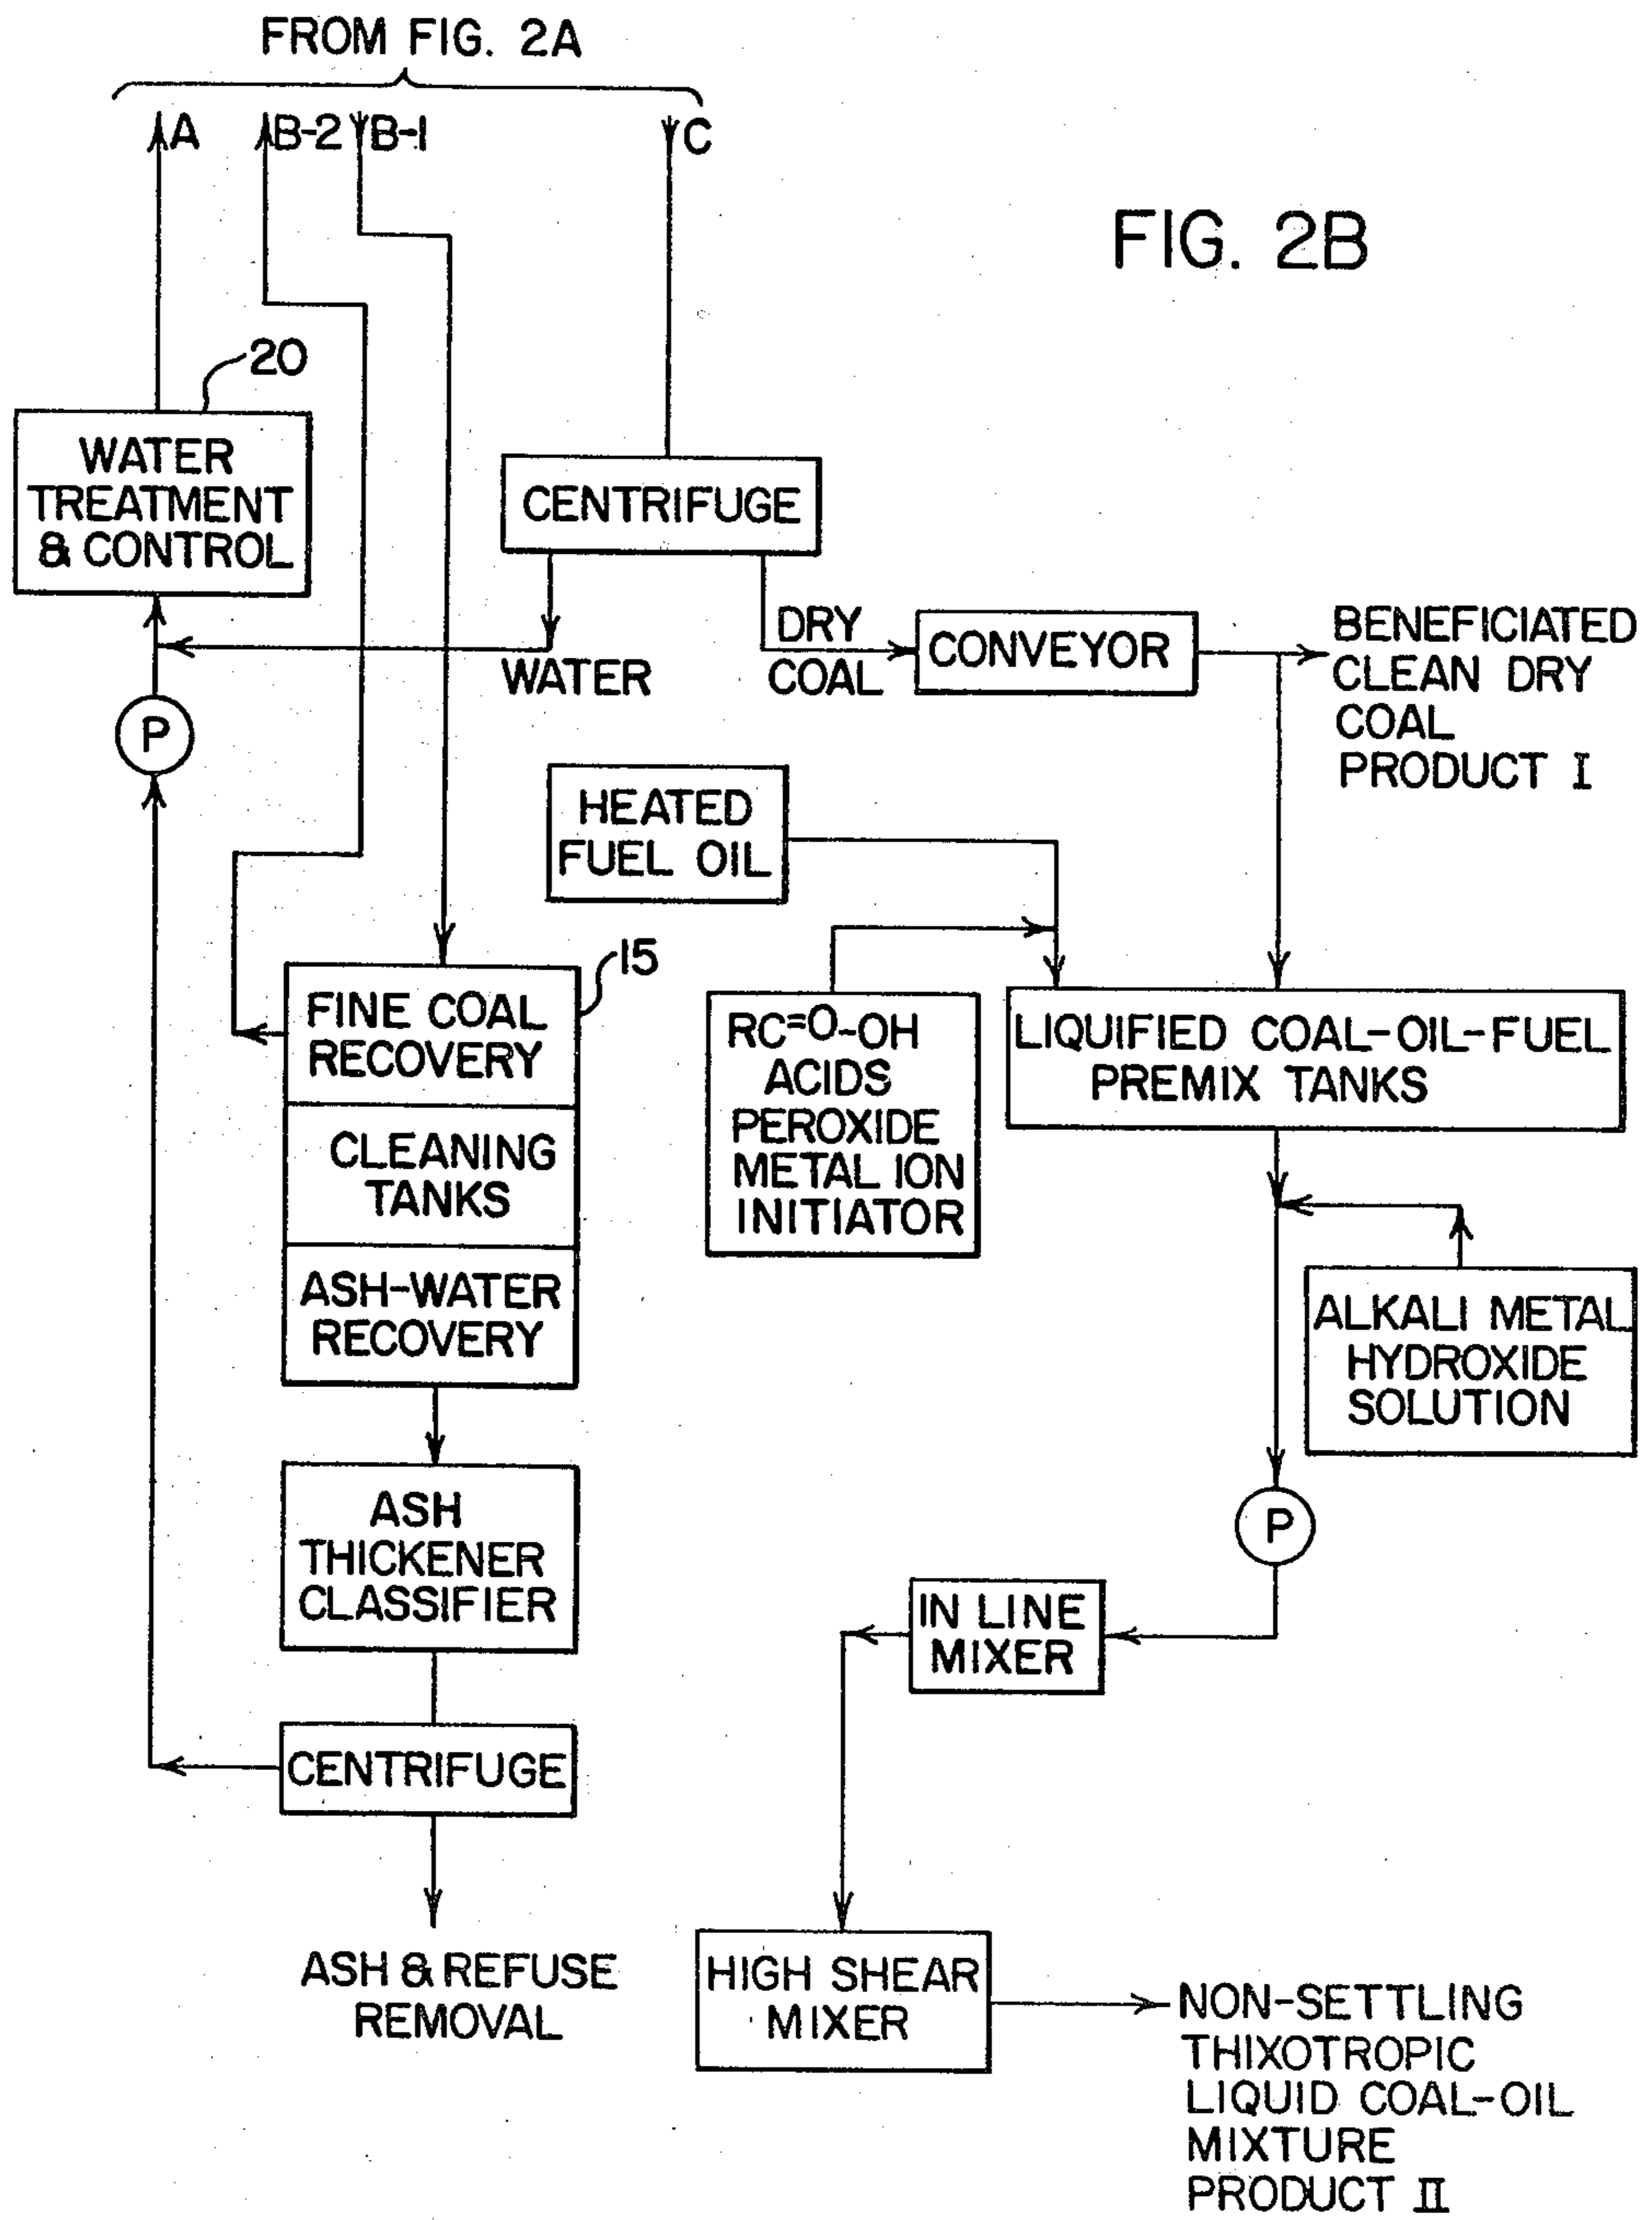 FROM FIG. 2A
A
B-2
B-1
C
FIG. 2B
20
WATER
TREATMENT
& CONTROL
CENTRIFUGE
WATER
DRY
COAL
CONVEYOR
BENEFICIATED
CLEAN DRY
COAL
PRODUCT I
P
HEATED
FUEL OIL
15
FINE COAL
RECOVERY
CLEANING
TANKS
ASH-WATER
RECOVERY
RC=O-OH
ACIDS
PEROXIDE
METAL ION
INITIATOR
LIQUIFIED COAL-OIL-FUEL
PREMIX TANKS
ALKALI METAL
HYDROXIDE
SOLUTION
P
ASH
THICKENER
CLASSIFIER
IN LINE
MIXER
CENTRIFUGE
ASH & REFUSE
REMOVAL
HIGH SHEAR
MIXER
NON-SETTLING
THIXOTROPIC
LIQUID COAL-OIL
MIXTURE
PRODUCT II